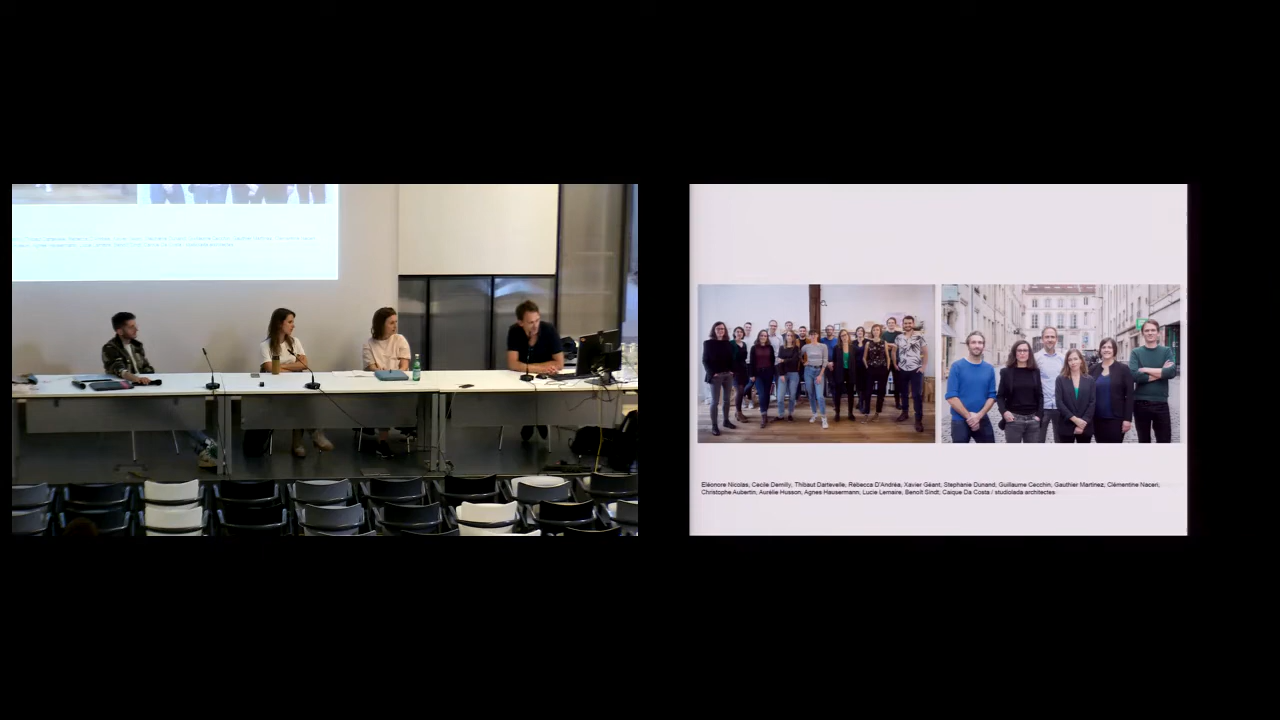 Eléonore Nicolas, Cecile Demilly, Thibaut Dartevelle, Rebecca D'Andréa, Xavier Géant, Stephanie Dunand, Guillaume Cecchin, Gauthier Martinez, Clémentine Naceri,
Christophe Aubertin, Aurélie Husson, Agnes Hausermann, Lucie Lemaire, Benoît Sindt, Caique Da Costa / studiolada architectes